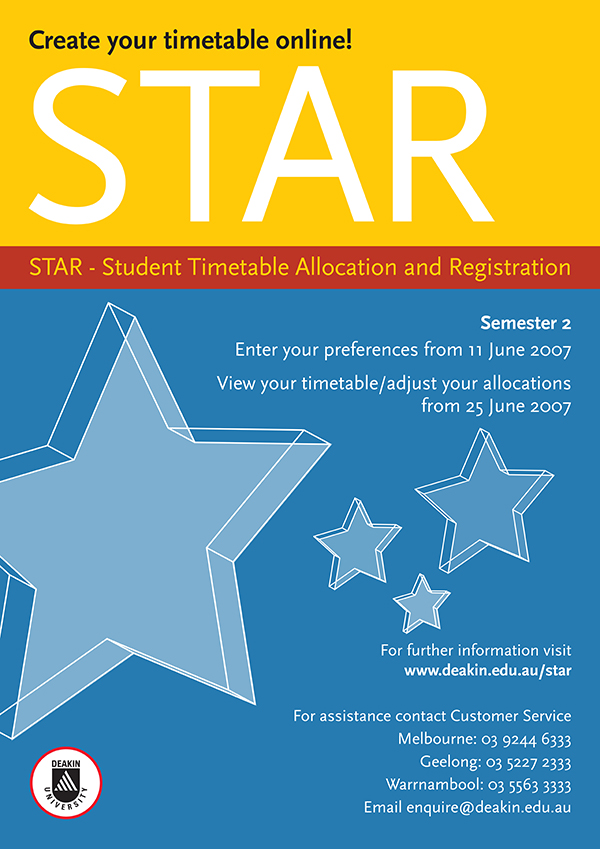 Create your timetable online!
STAR
STAR - Student Timetable Allocation and Registration
Semester 2
Enter your preferences from 11 June 2007
View your timetable/adjust your allocations
from 25 June 2007
For further information visit
www.deakin.edu.au/star
For assistance contact Customer Service
Melbourne: 03 9244 6333
Geelong: 03 5227 2333
Warrnambool: 03 5563 3333
Email enquire@deakin.edu.au
DEAKIN
UNIVERSITY